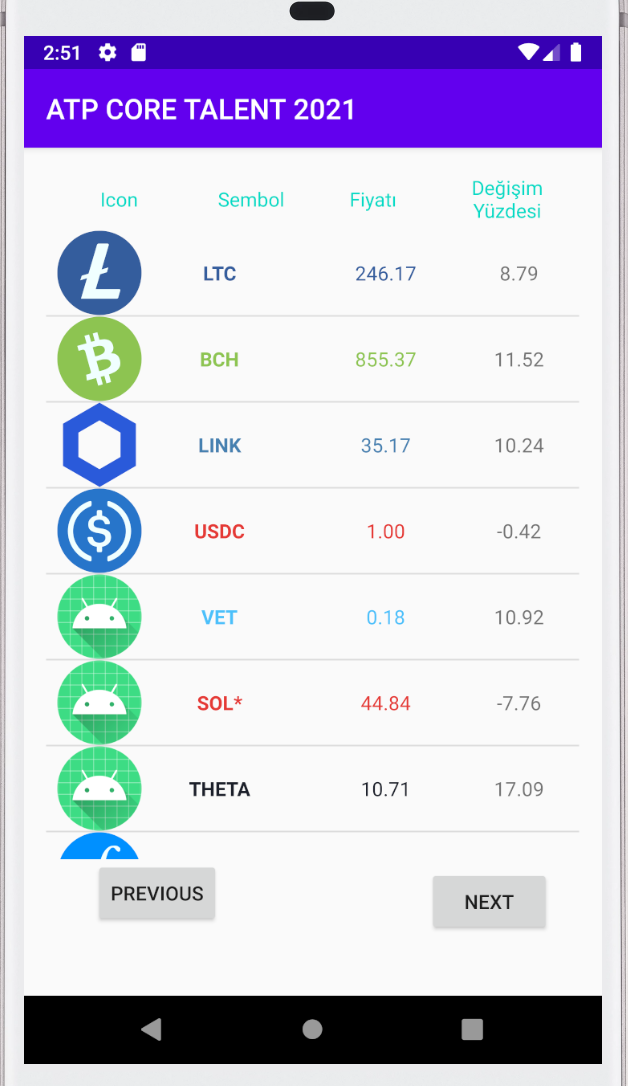 2:51
ATP CORE TALENT 2021
Icon Sembol Fiyatı Değişim
Yüzdesi
LTC 246.17 8.79
BCH 855.37 11.52
LINK 35.17 10.24
USDC 1.00 -0.42
VET 0.18 10.92
SOL* 44.84 -7.76
THETA 10.71 17.09
PREVIOUS
NEXT